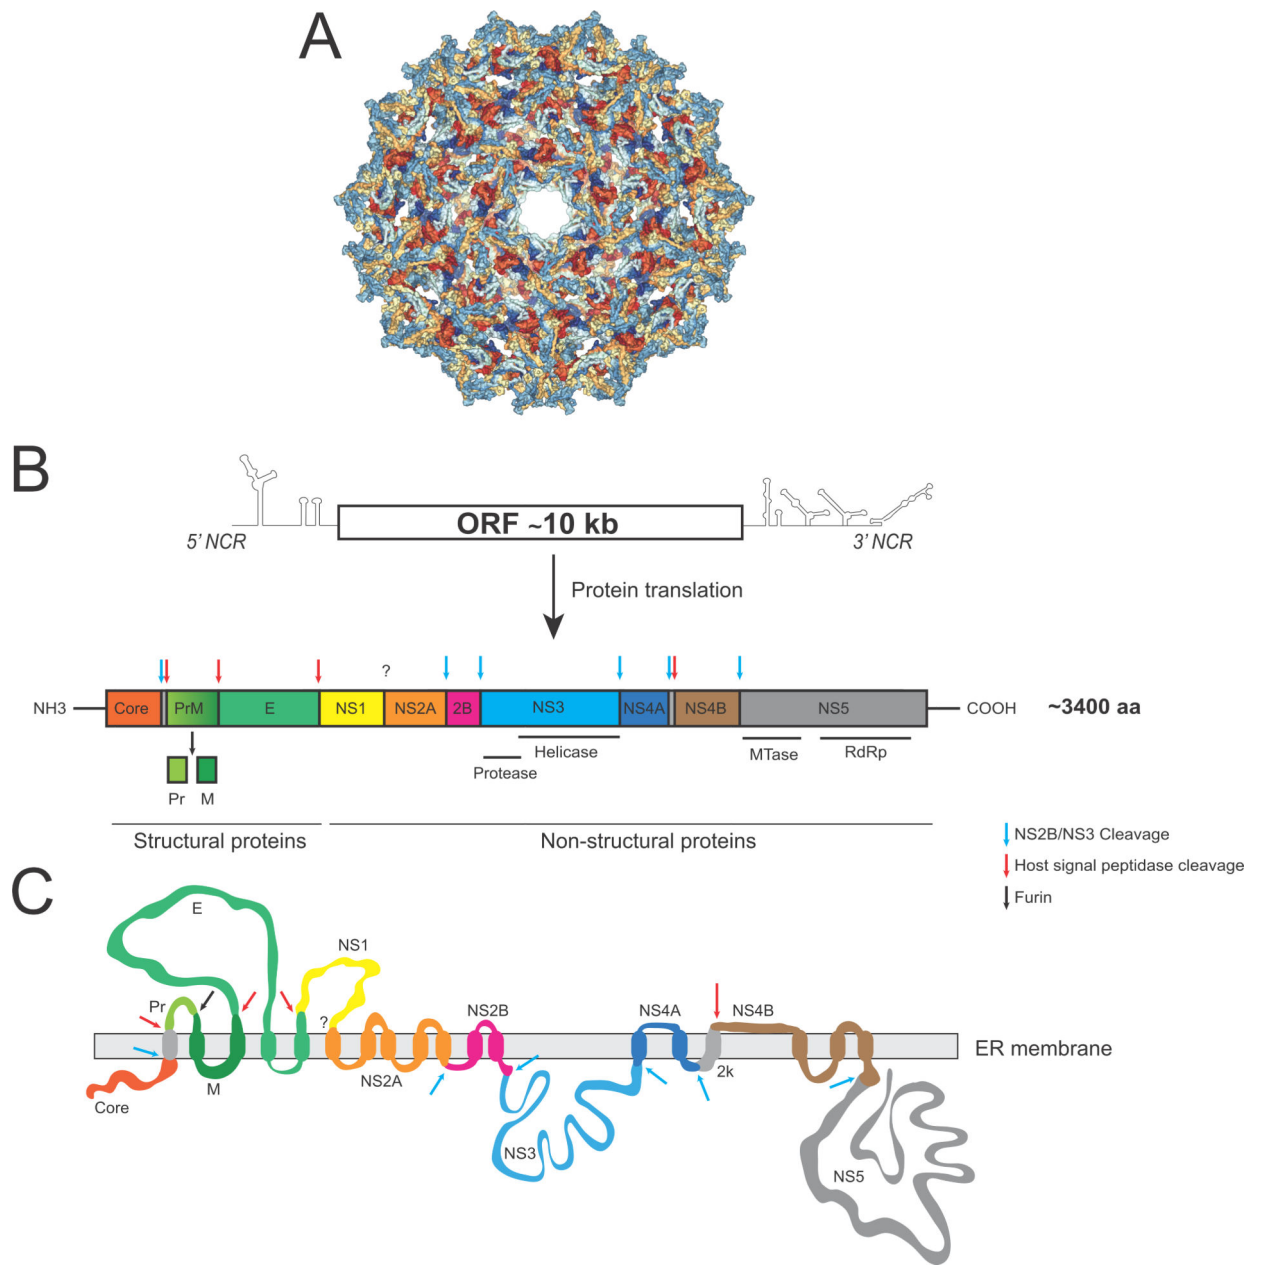 A
B
ORF ~10 kb
5' NCR
3' NCR
Protein translation
?
NH3
Core
PrM
E
NS1
NS2A
2B
NS3
NS4A
NS4B
NS5
COOH
~3400 aa
Helicase
Protease
MTase
RdRp
Pr
M
Structural proteins
Non-structural proteins
NS2B/NS3 Cleavage
Host signal peptidase cleavage
Furin
C
E
NS1
Pr
?
NS2B
NS4A
NS4B
ER membrane
M
NS2A
2k
Core
NS3
NS5